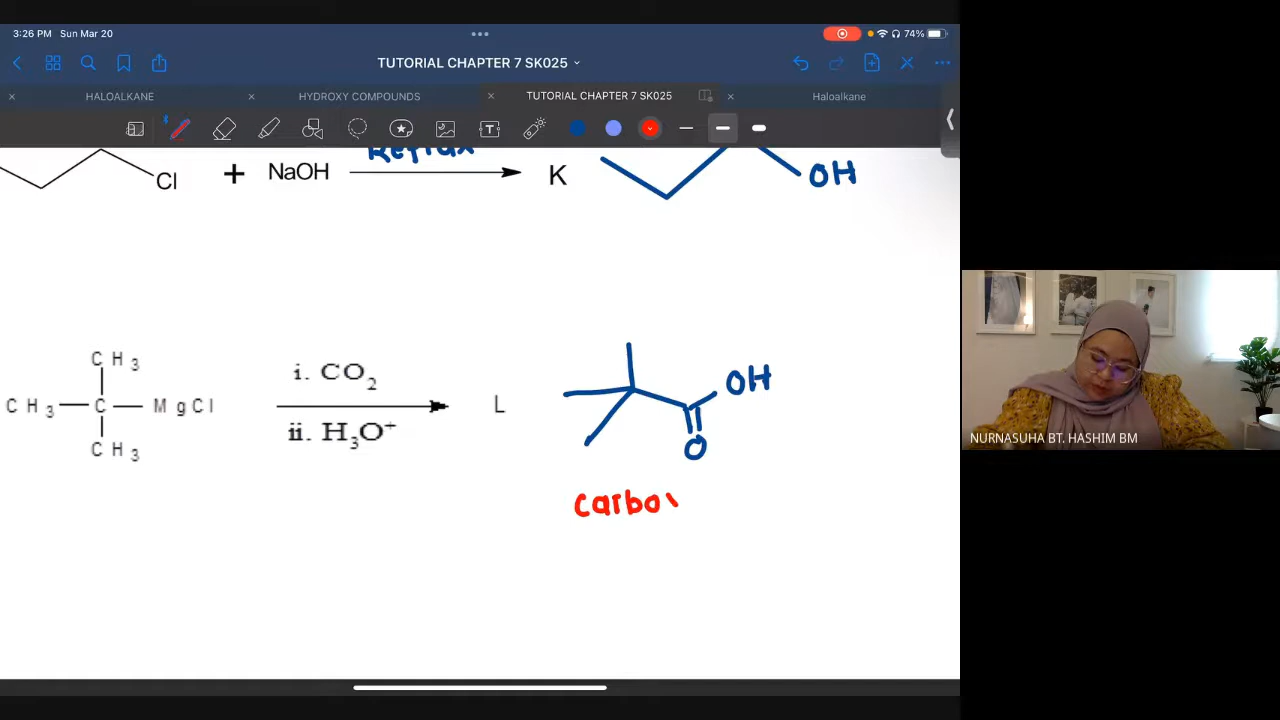 3:26 PM Sun Mar 20
74%
TUTORIAL CHAPTER 7 SK025
HALOALKANE
HYDROXY COMPOUNDS
TUTORIAL CHAPTER 7 SK025
Haloalkane
Reflux
Cl + NaOH K OH
CH3
i. CO2
CH3 C MgCl L OH
ii. H3O+
CH3 O
carbo
NURNASUHA BT. HASHIM BM